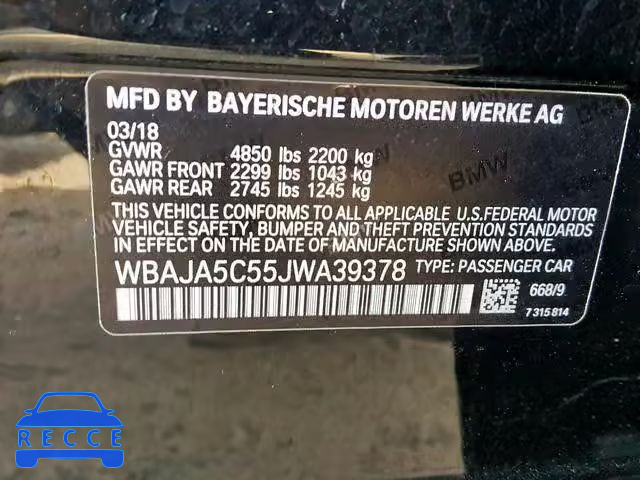 MFD BY BAYERISCHE MOTOREN WERKE AG
03/18
GVWR 4850 lbs 2200 kg
GAWR FRONT 2299 lbs 1043 kg
GAWR REAR 2745 lbs 1245 kg
BMW
THIS VEHICLE CONFORMS TO ALL APPLICABLE U.S.FEDERAL MOTOR
VEHICLE SAFETY, BUMPER AND THEFT PREVENTION STANDARDS
IN EFFECT ON THE DATE OF MANUFACTURE SHOWN ABOVE.
WBAJA5C55JWA39378 TYPE: PASSENGER CAR
668/9
7 315 814
RECCE